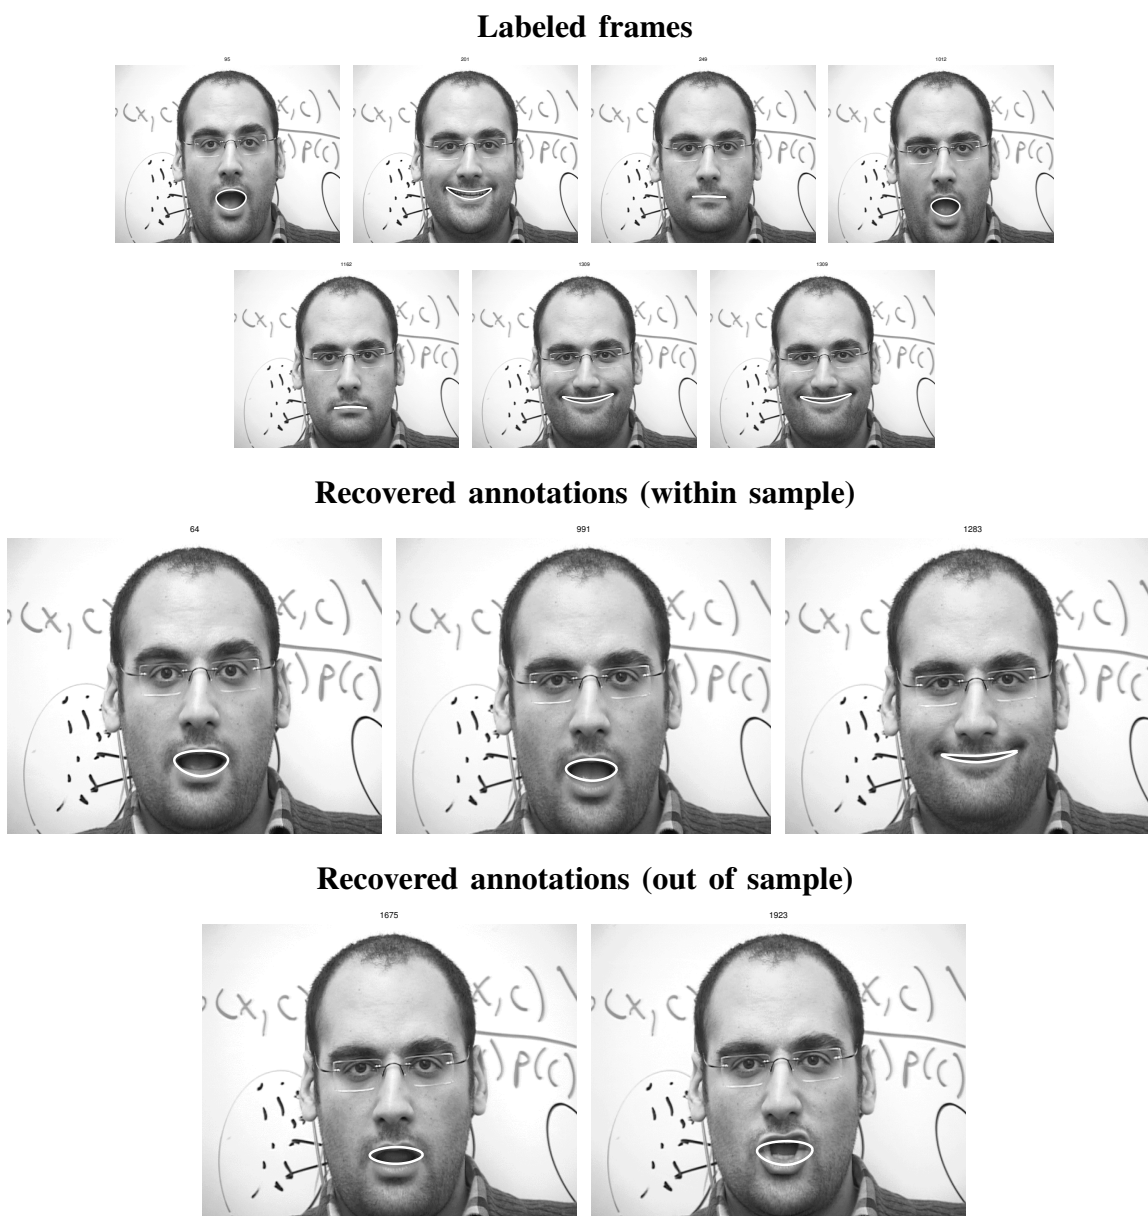 Labeled frames
95 201 249 1012
(x,c) x,c) \ (x,c) x,c) \ (x,c) x,c) \ (x,c) x,c) \
)P(C) )P(C) )P(C) )P(C)
1162 1309 1309
(x,c) x,c) \ (x,c) x,c) \ (x,c) x,c) \
)P(C) )P(C) )P(C)
Recovered annotations (within sample)
64 991 1283
(x,c) x,c) \ (x,c) x,c) \ (x,c) x,c) \
)P(C) )P(C) )P(C)
Recovered annotations (out of sample)
1675 1923
(x,c) x,c) \ (x,c) x,c) \
)P(C) )P(C)